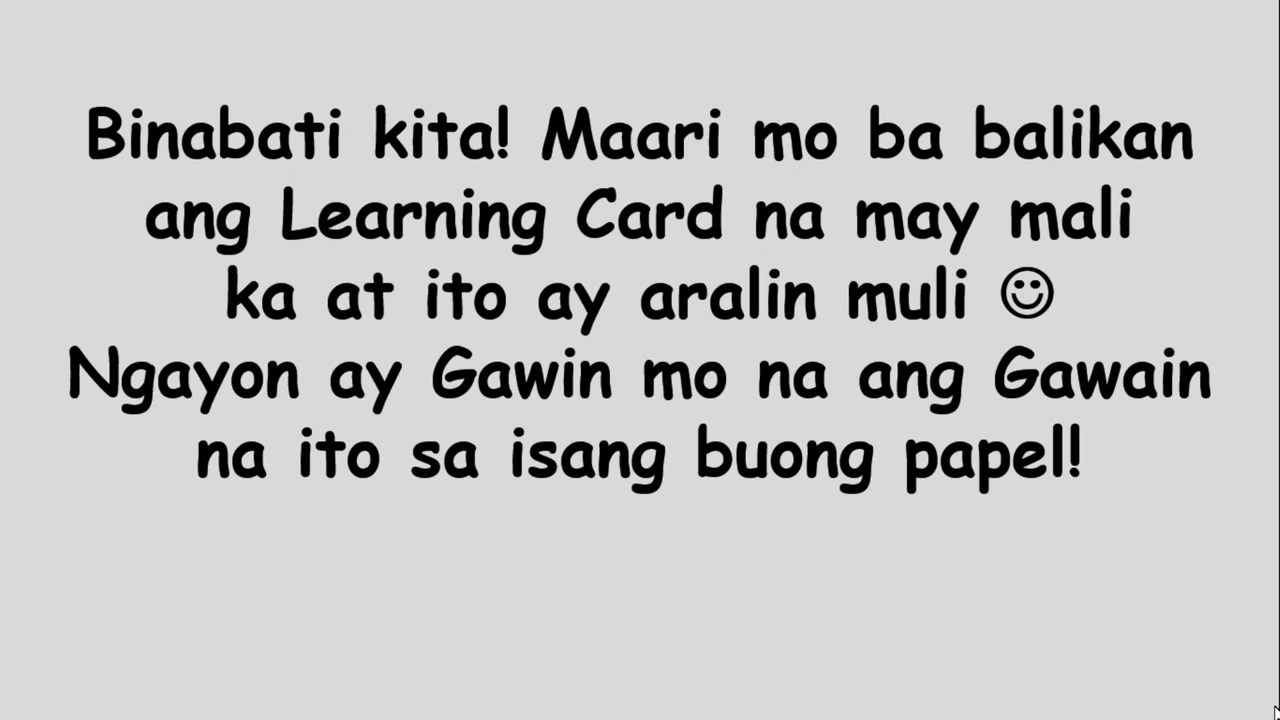 Binabati kita! Maari mo ba balikan
ang Learning Card na may mali
ka at ito ay aralin muli ☺
Ngayon ay Gawin mo na ang Gawain
na ito sa isang buong papel!